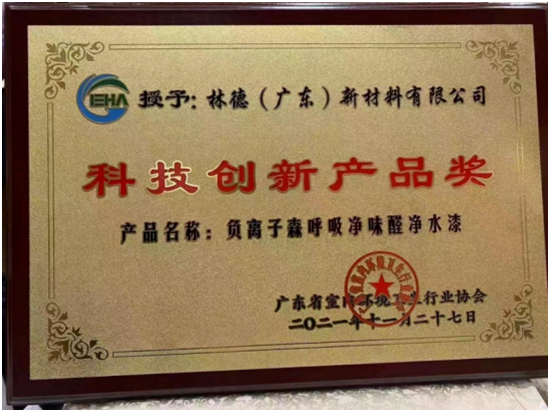 IEHA
授予：林德（广东）新材料有限公司
科技创新产品奖
产品名称：负离子森呼吸净味醛净水漆
广东省室内环境卫生行业协会
二〇二一年十一月二十七日